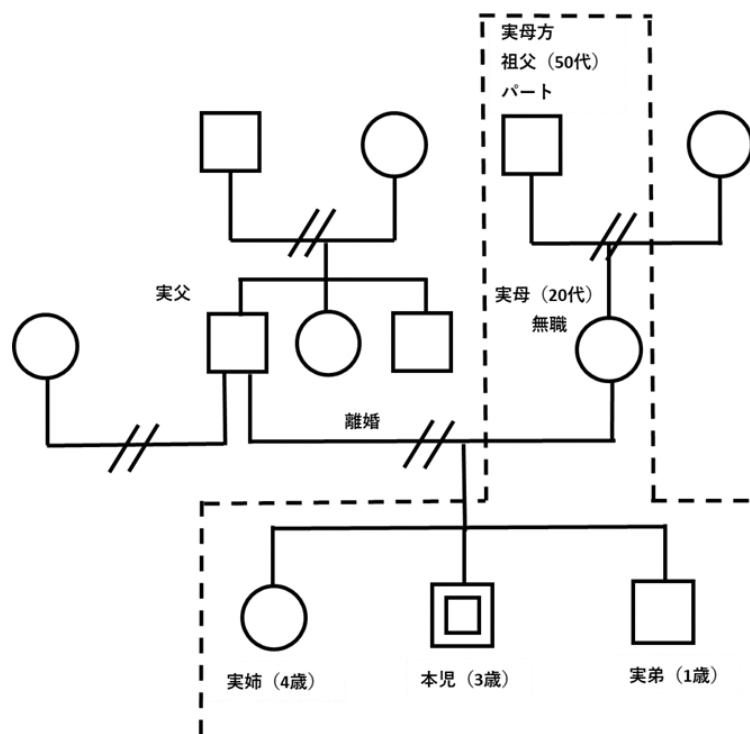 実母方
祖父（50代）
パート
実父
実母（20代）
無職
離婚
実姉（4歳）
本児（3歳）
実弟（1歳）